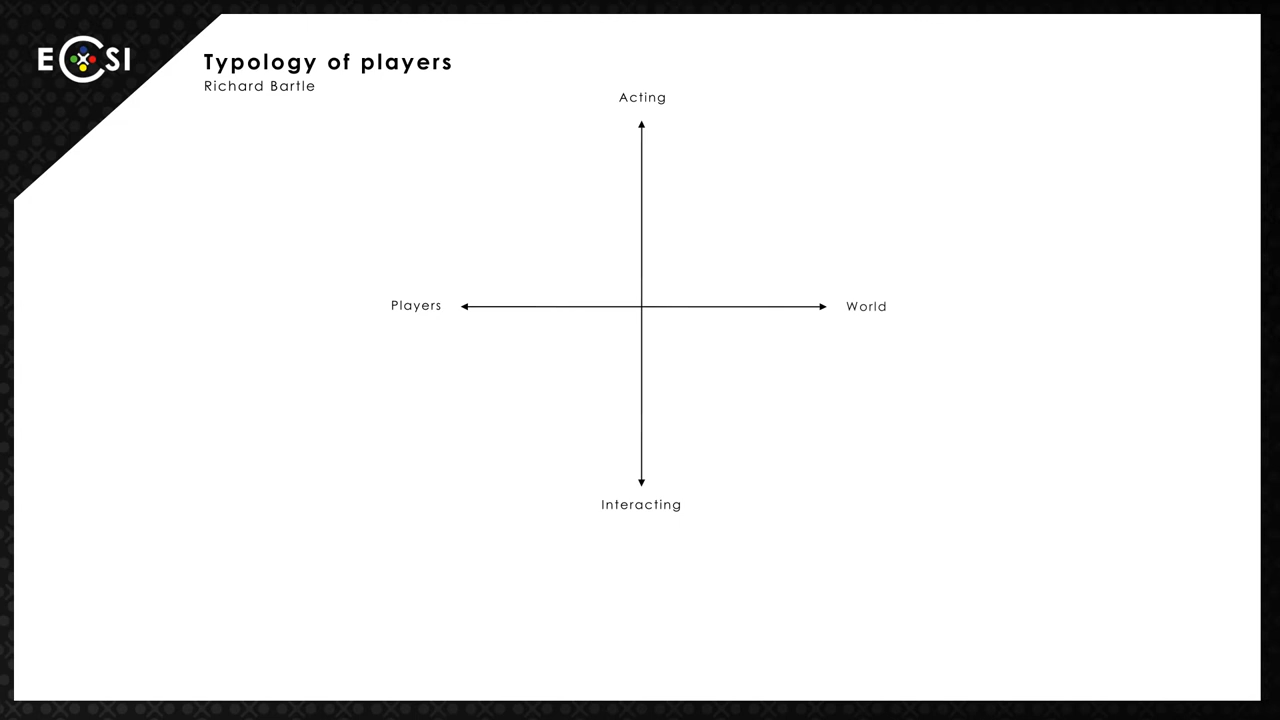 ECSI
Typology of players
Richard Bartle
Acting
Players
World
Interacting